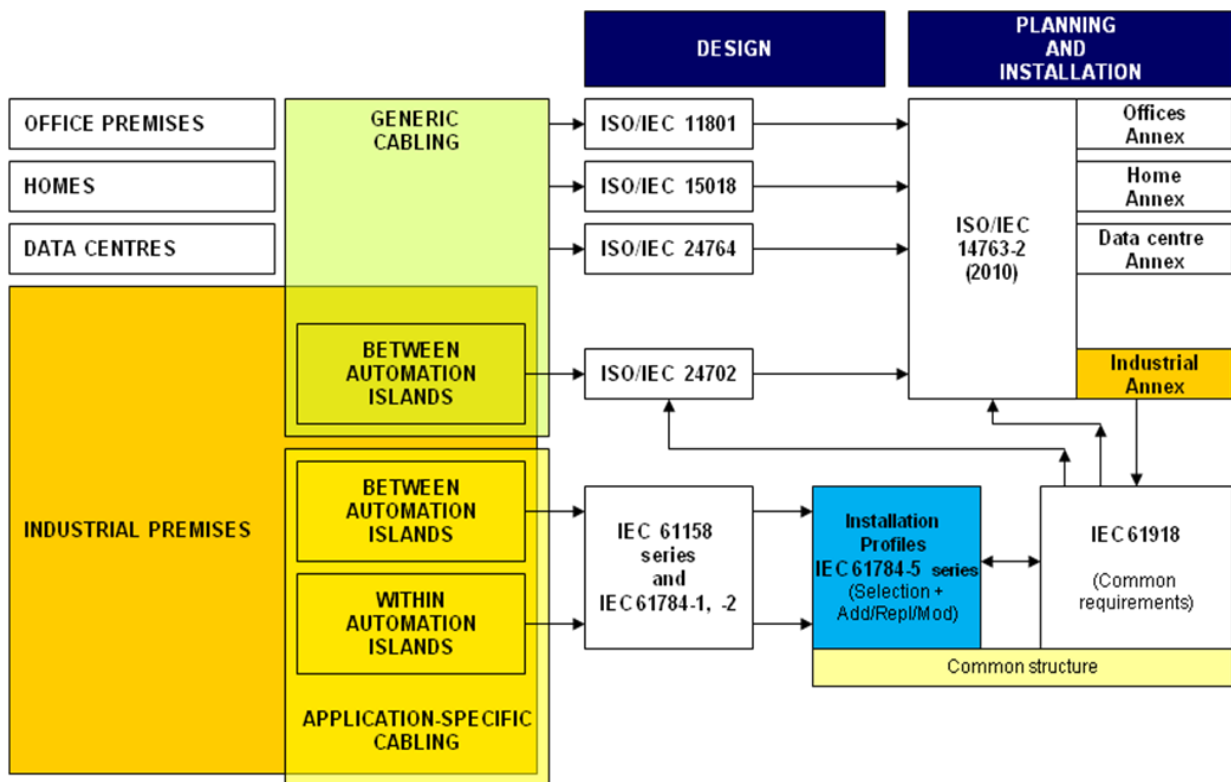 DESIGN
PLANNING
AND
INSTALLATION
OFFICE PREMISES
GENERIC
CABLING
ISO/IEC 11801
Offices
Annex
HOMES
ISO/IEC 15018
Home
Annex
DATA CENTRES
ISO/IEC 24764
ISO/IEC
14763-2
(2010)
Data centre
Annex
BETWEEN
AUTOMATION
ISLANDS
ISO/IEC 24702
Industrial
Annex
INDUSTRIAL PREMISES
BETWEEN
AUTOMATION
ISLANDS
WITHIN
AUTOMATION
ISLANDS
APPLICATION-SPECIFIC
CABLING
IEC 61158
series
and
IEC 61784-1, -2
Installation
Profiles
IEC 61784-5 series
(Selection +
Add/Repl/Mod)
IEC 61918
(Common
requirements)
Common structure